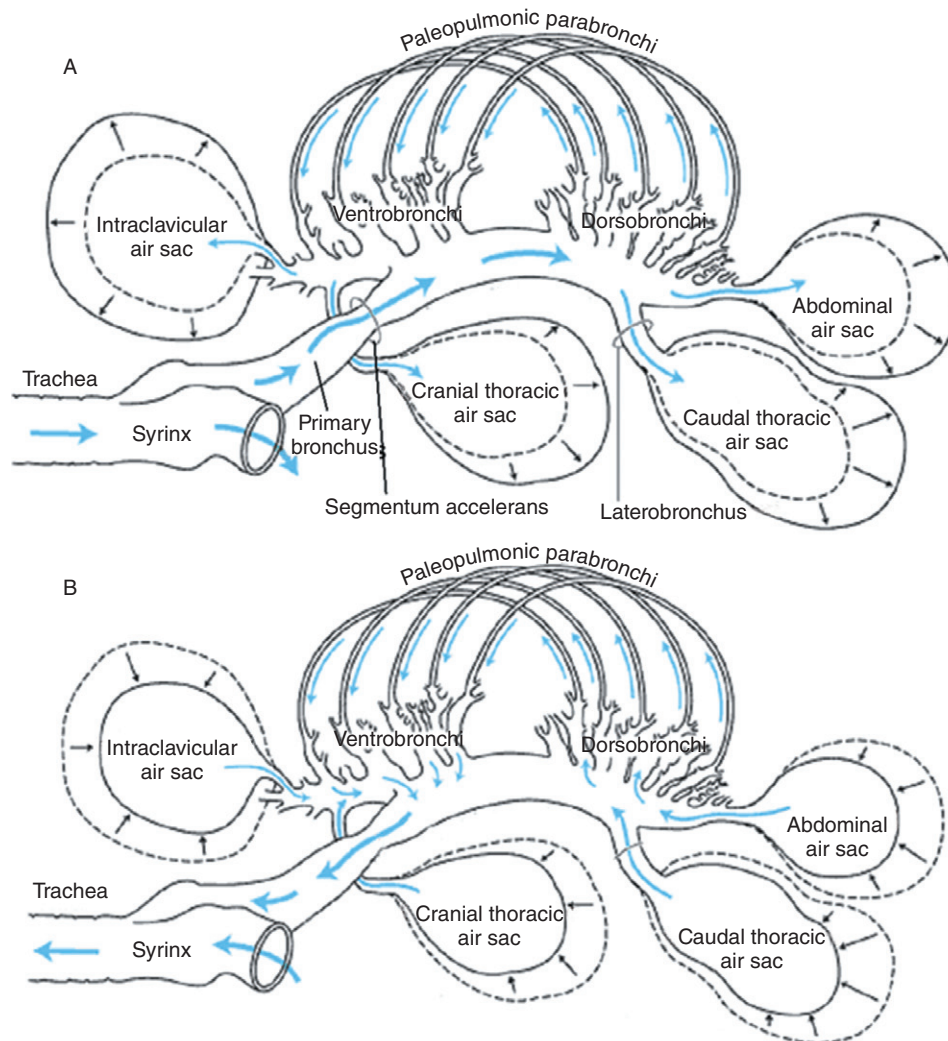 A
Paleopulmonic parabronchi
Ventrobronchi
Dorsobronchi
Intraclavicular
air sac
Abdominal
air sac
Trachea
Cranial thoracic
air sac
Caudal thoracic
air sac
Syrinx
Primary
bronchus
Segmentum accelerans
Laterobronchus
B
Paleopulmonic parabronchi
Ventrobronchi
Dorsobronchi
Intraclavicular
air sac
Abdominal
air sac
Trachea
Cranial thoracic
air sac
Caudal thoracic
air sac
Syrinx